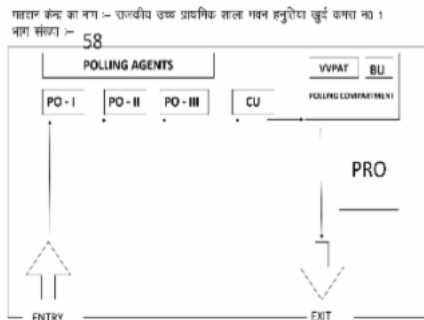 मतदान केन्द्र का नाम :– राजकीय उच्च प्राथमिक शाला भवन हनुतिया खुर्द कमरा न0 1
भाग संख्या :–
58
POLLING AGENTS
VVPAT BU
POLLING COMPARTMENT
PO - I PO - II PO - III CU
PRO
ENTRY EXIT